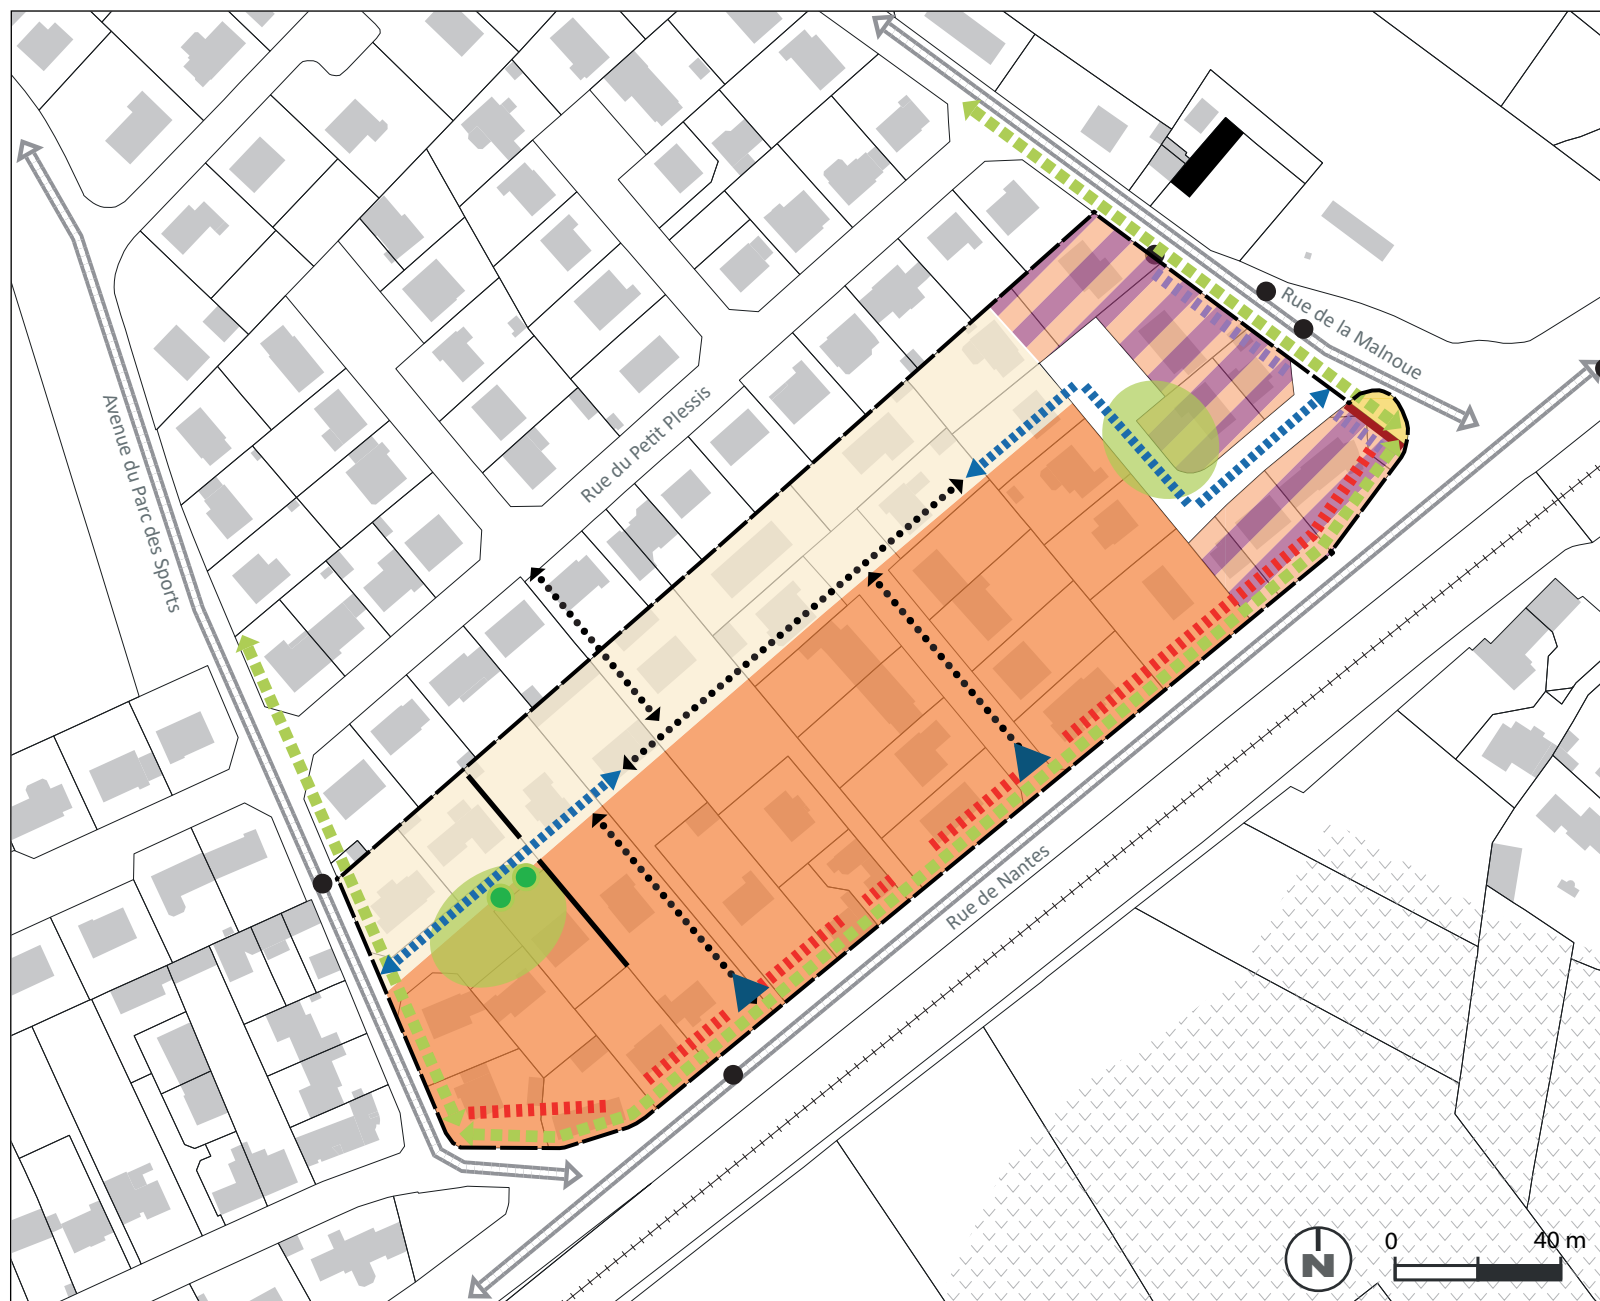 Rue de la Malnoue
Avenue du Parc des Sports
Rue du Petit Plessis
Rue de Nantes
N
0 40 m